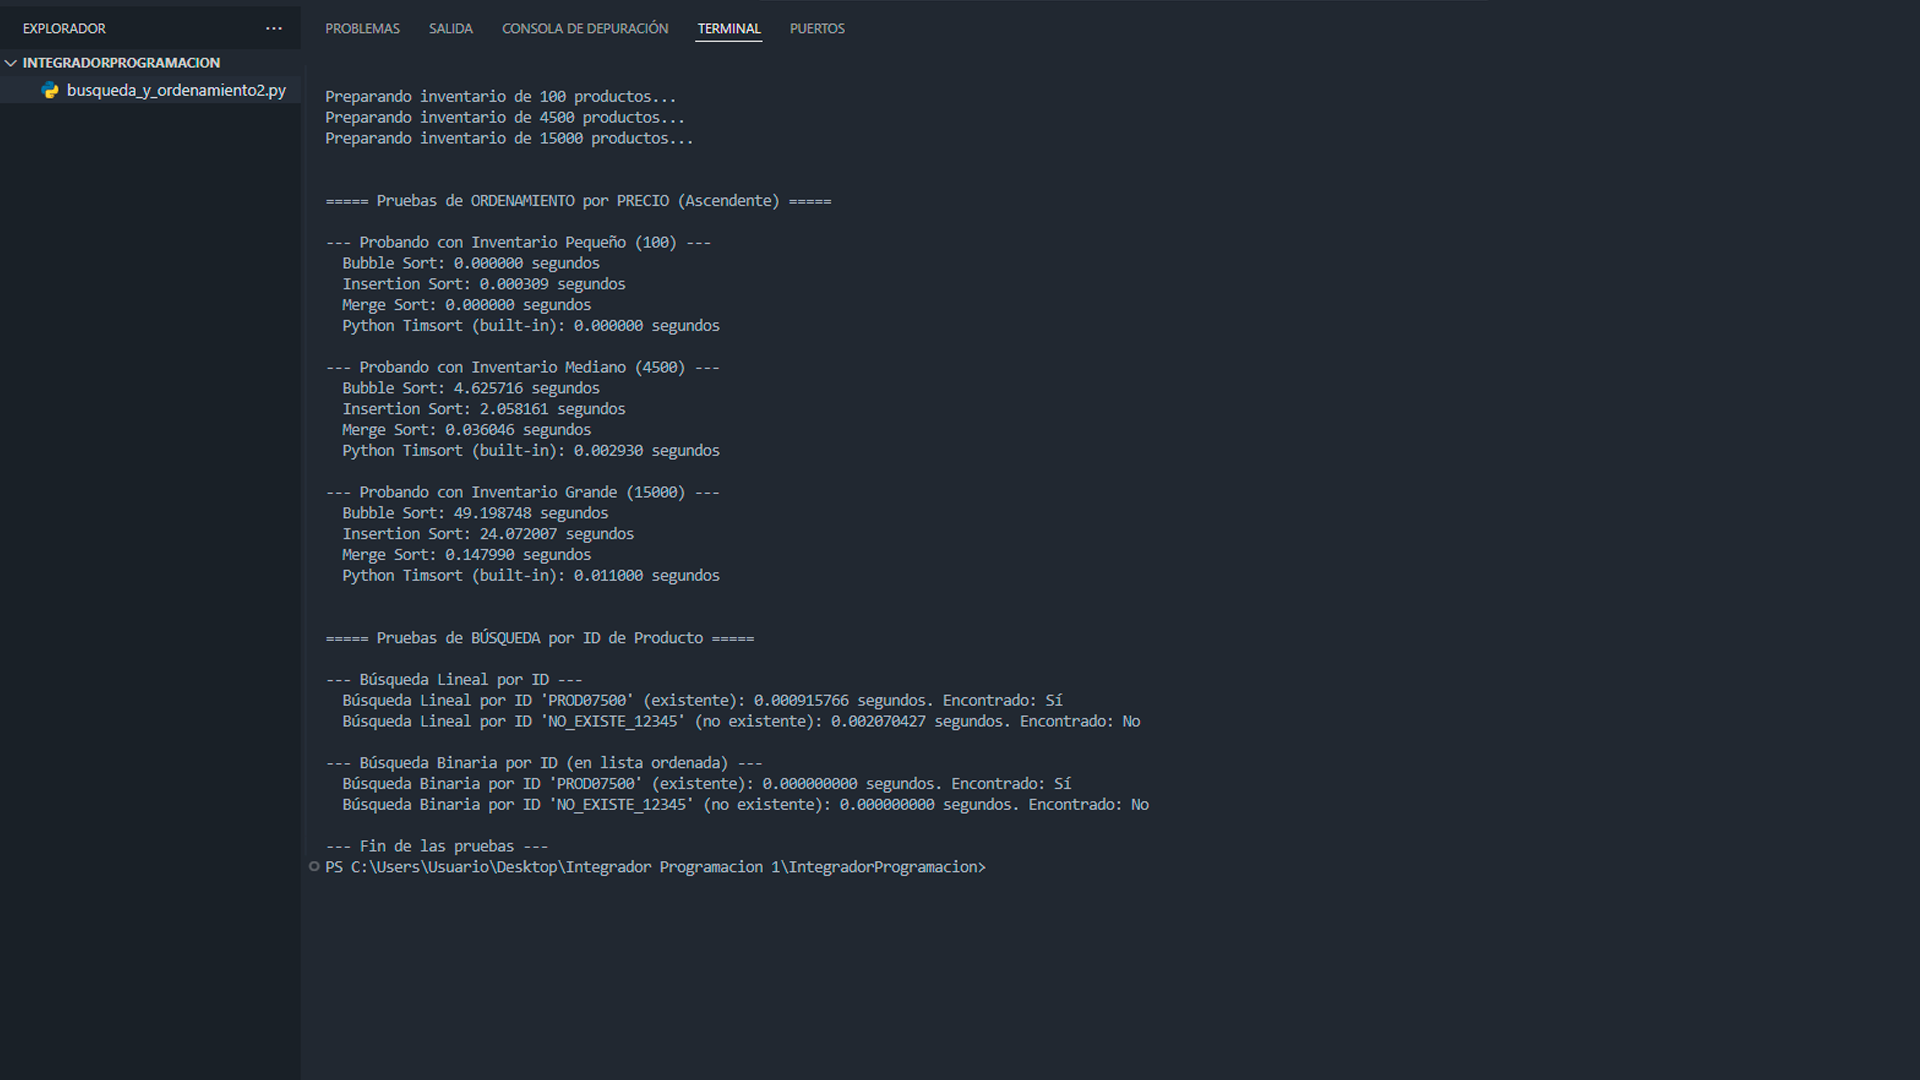 EXPLORADOR ...
INTEGRADORPROGRAMACION
busqueda_y_ordenamiento2.py
PROBLEMAS SALIDA CONSOLA DE DEPURACIÓN TERMINAL PUERTOS
Preparando inventario de 100 productos...
Preparando inventario de 4500 productos...
Preparando inventario de 15000 productos...
===== Pruebas de ORDENAMIENTO por PRECIO (Ascendente) =====
--- Probando con Inventario Pequeño (100) ---
Bubble Sort: 0.000000 segundos
Insertion Sort: 0.000309 segundos
Merge Sort: 0.000000 segundos
Python Timsort (built-in): 0.000000 segundos
--- Probando con Inventario Mediano (4500) ---
Bubble Sort: 4.625716 segundos
Insertion Sort: 2.058161 segundos
Merge Sort: 0.036046 segundos
Python Timsort (built-in): 0.002930 segundos
--- Probando con Inventario Grande (15000) ---
Bubble Sort: 49.198748 segundos
Insertion Sort: 24.072007 segundos
Merge Sort: 0.147990 segundos
Python Timsort (built-in): 0.011000 segundos
===== Pruebas de BÚSQUEDA por ID de Producto =====
--- Búsqueda Lineal por ID ---
Búsqueda Lineal por ID 'PROD07500' (existente): 0.000915766 segundos. Encontrado: Sí
Búsqueda Lineal por ID 'NO_EXISTE_12345' (no existente): 0.002070427 segundos. Encontrado: No
--- Búsqueda Binaria por ID (en lista ordenada) ---
Búsqueda Binaria por ID 'PROD07500' (existente): 0.000000000 segundos. Encontrado: Sí
Búsqueda Binaria por ID 'NO_EXISTE_12345' (no existente): 0.000000000 segundos. Encontrado: No
--- Fin de las pruebas ---
PS C:\Users\Usuario\Desktop\Integrador Programacion 1\IntegradorProgramacion>